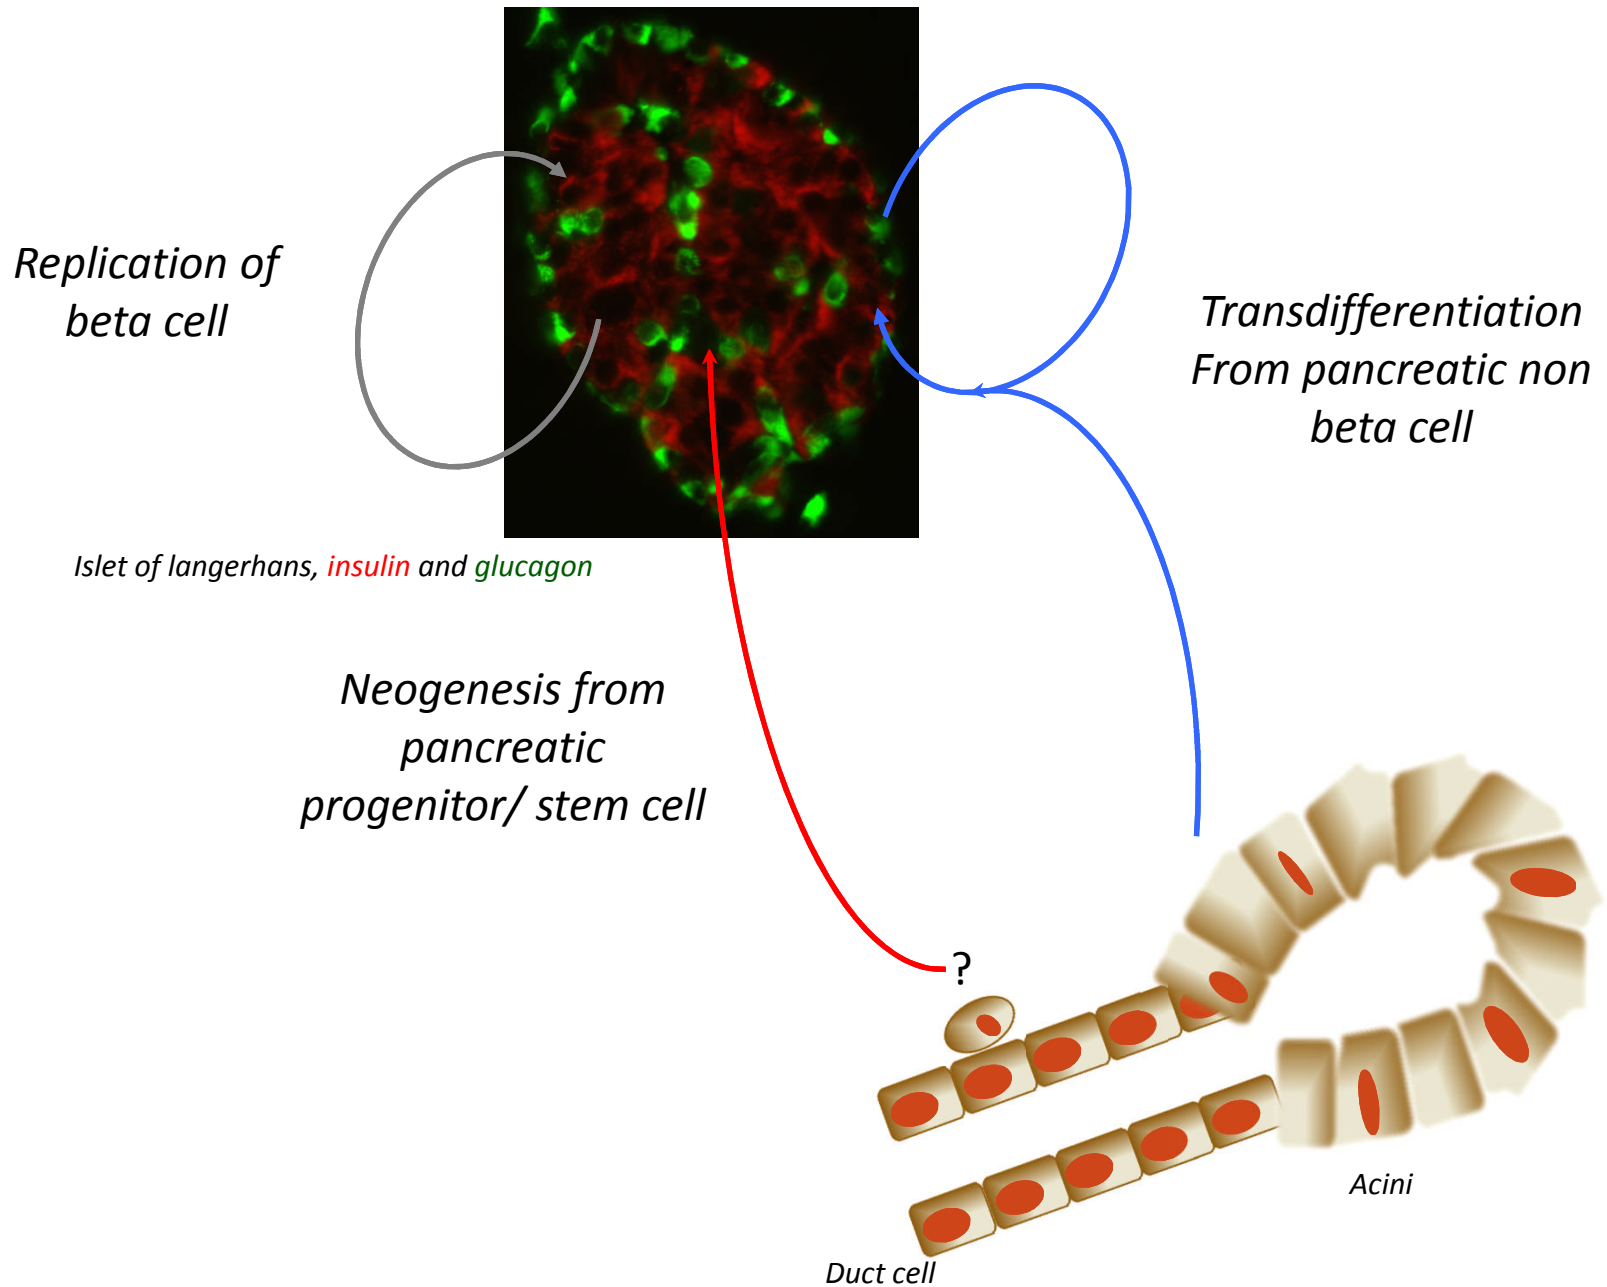 Replication of
beta cell
Transdifferentiation
From pancreatic non
beta cell
Islet of langerhans, insulin and glucagon
Neogenesis from
pancreatic
progenitor/ stem cell
?
Acini
Duct cell